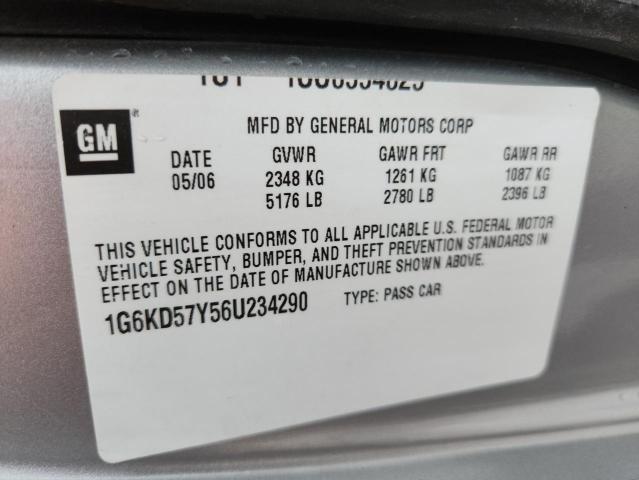 GM
MFD BY GENERAL MOTORS CORP
DATE GVWR GAWR FRT GAWR RR
05/06 2348 KG 1261 KG 1087 KG
5176 LB 2780 LB 2396 LB
THIS VEHICLE CONFORMS TO ALL APPLICABLE U.S. FEDERAL MOTOR
VEHICLE SAFETY, BUMPER, AND THEFT PREVENTION STANDARDS IN
EFFECT ON THE DATE OF MANUFACTURE SHOWN ABOVE.
1G6KD57Y56U234290 TYPE: PASS CAR